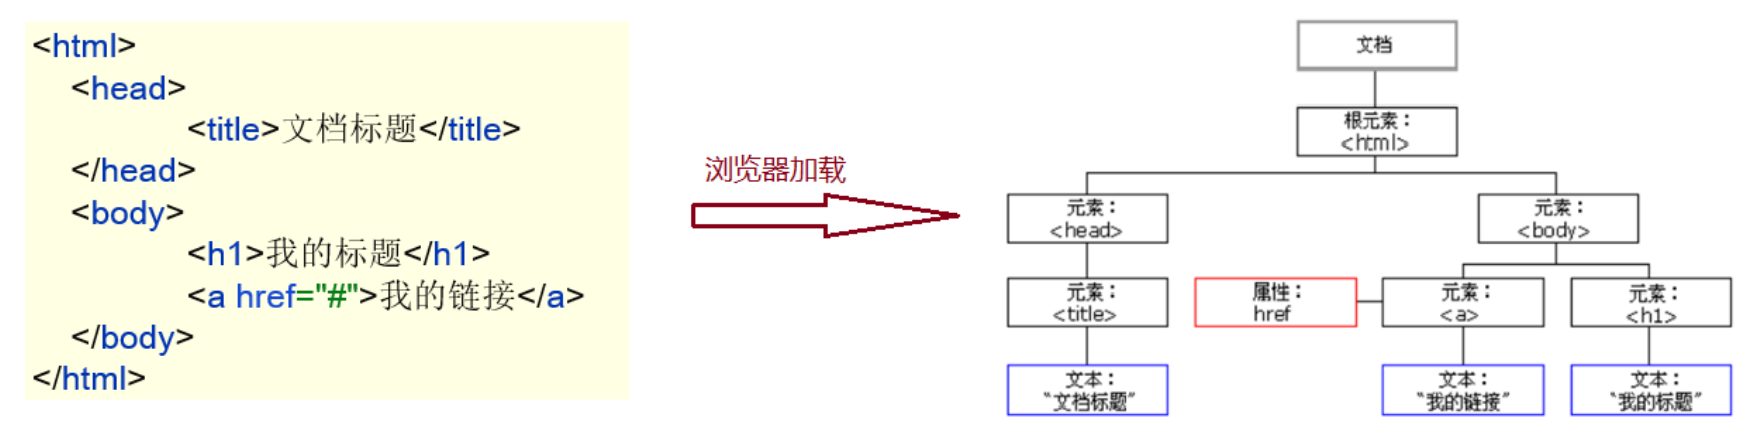 <html>
<head>
<title>文档标题</title>
</head>
<body>
<h1>我的标题</h1>
<a href="#">我的链接</a>
</body>
</html>
浏览器加载
文档
根元素：
<html>
元素：
<head>
元素：
<body>
元素：
<title>
属性：
href
元素：
<a>
元素：
<h1>
文本：
"文档标题"
文本：
"我的链接"
文本：
"我的标题"